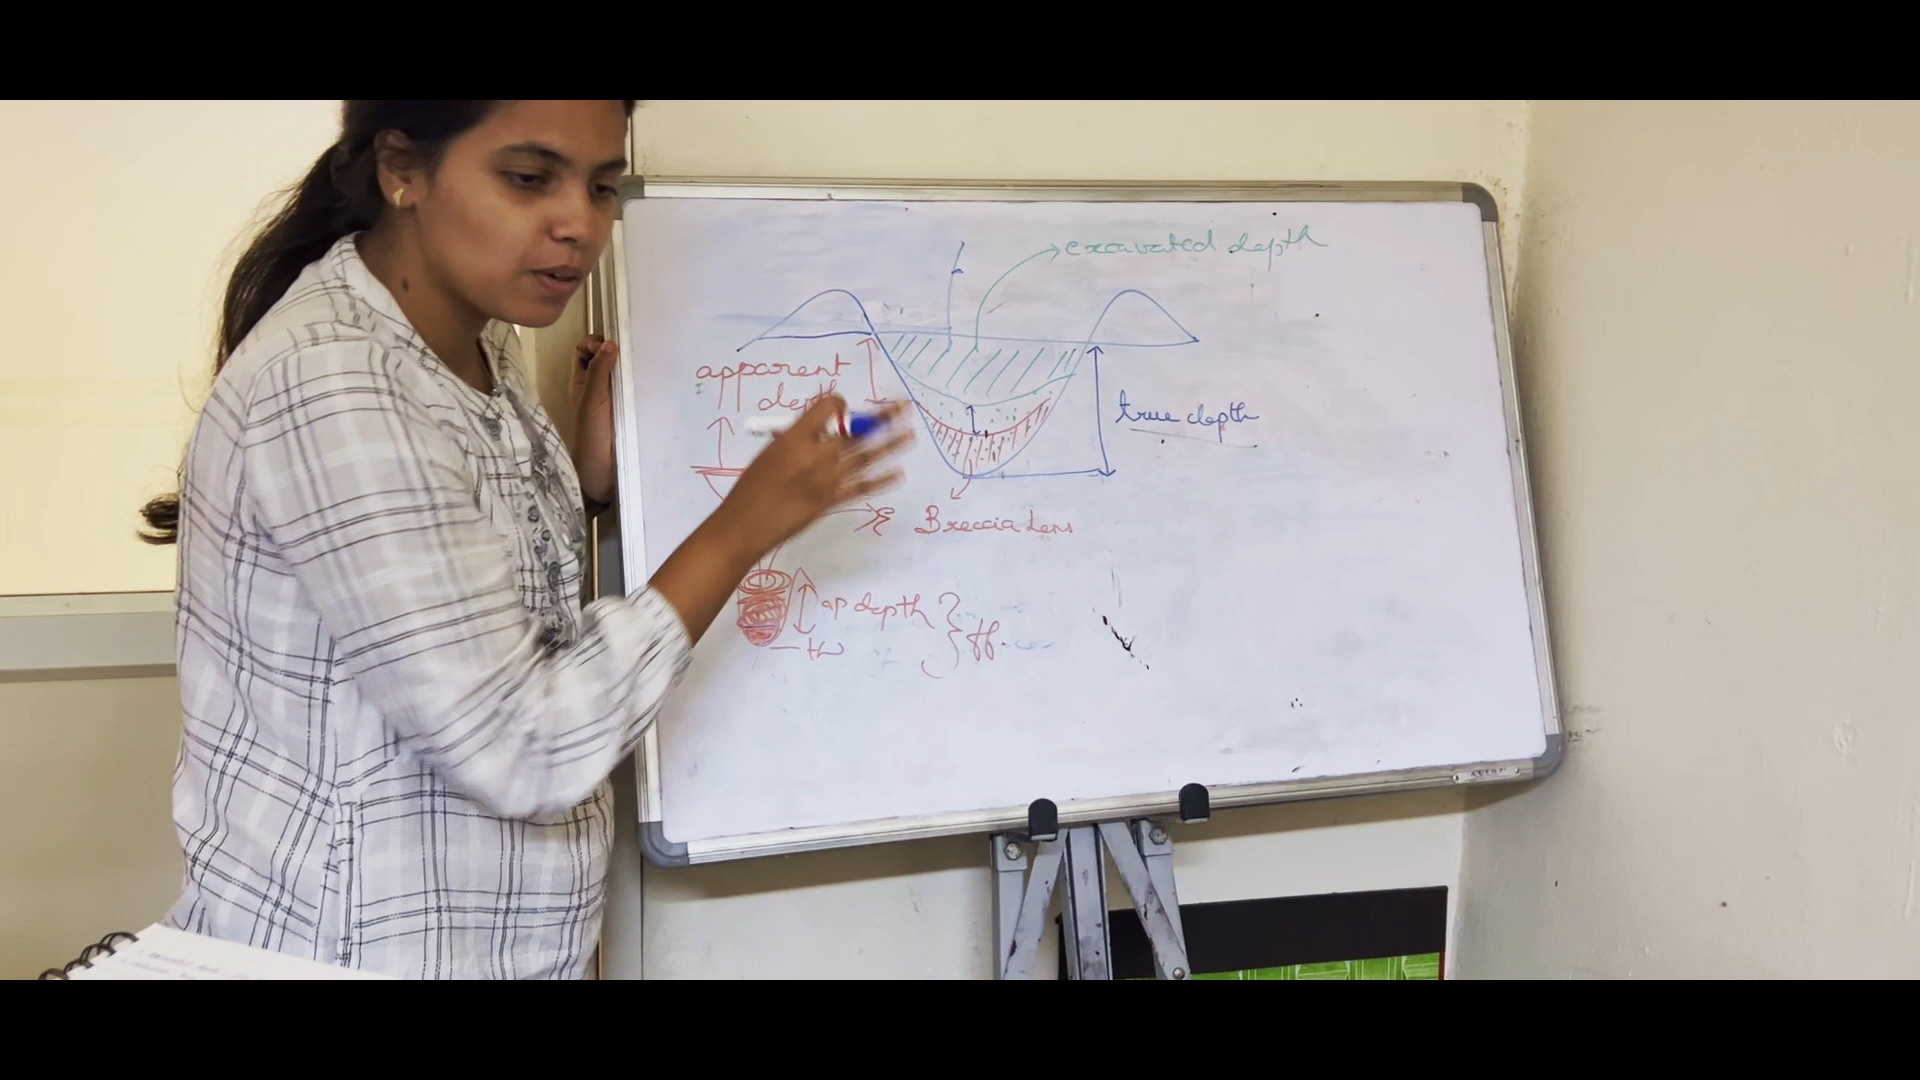 excavated depth
apparent
depth
true depth
Breccia Lens
ap depth